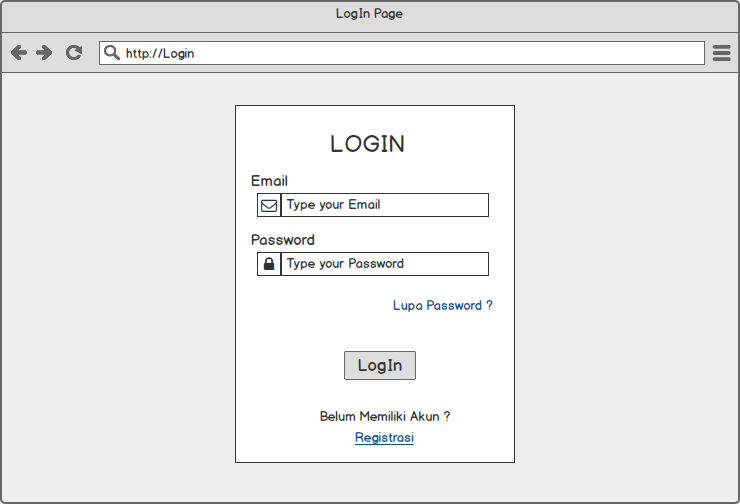 LogIn Page
http://Login
LOGIN
Email
Type your Email
Password
Type your Password
Lupa Password ?
LogIn
Belum Memiliki Akun ?
Registrasi